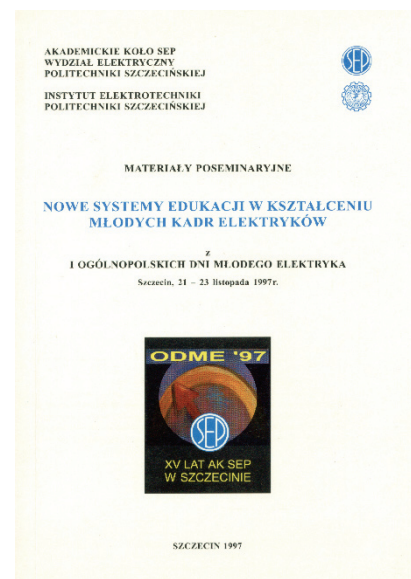 AKADEMICKIE KOŁO SEP
WYDZIAŁ ELEKTRYCZNY
POLITECHNIKI SZCZECIŃSKIEJ
INSTYTUT ELEKTROTECHNIKI
POLITECHNIKI SZCZECIŃSKIEJ
SEP
MATERIAŁY POSEMINARYJNE
NOWE SYSTEMY EDUKACJI W KSZTAŁCENIU
MŁODYCH KADR ELEKTRYKÓW
z
I OGÓLNOPOLSKICH DNI MŁODEGO ELEKTRYKA
Szczecin, 21 – 23 listopada 1997r.
ODME '97
SEP
XV LAT AK SEP
W SZCZECINIE
SZCZECIN 1997